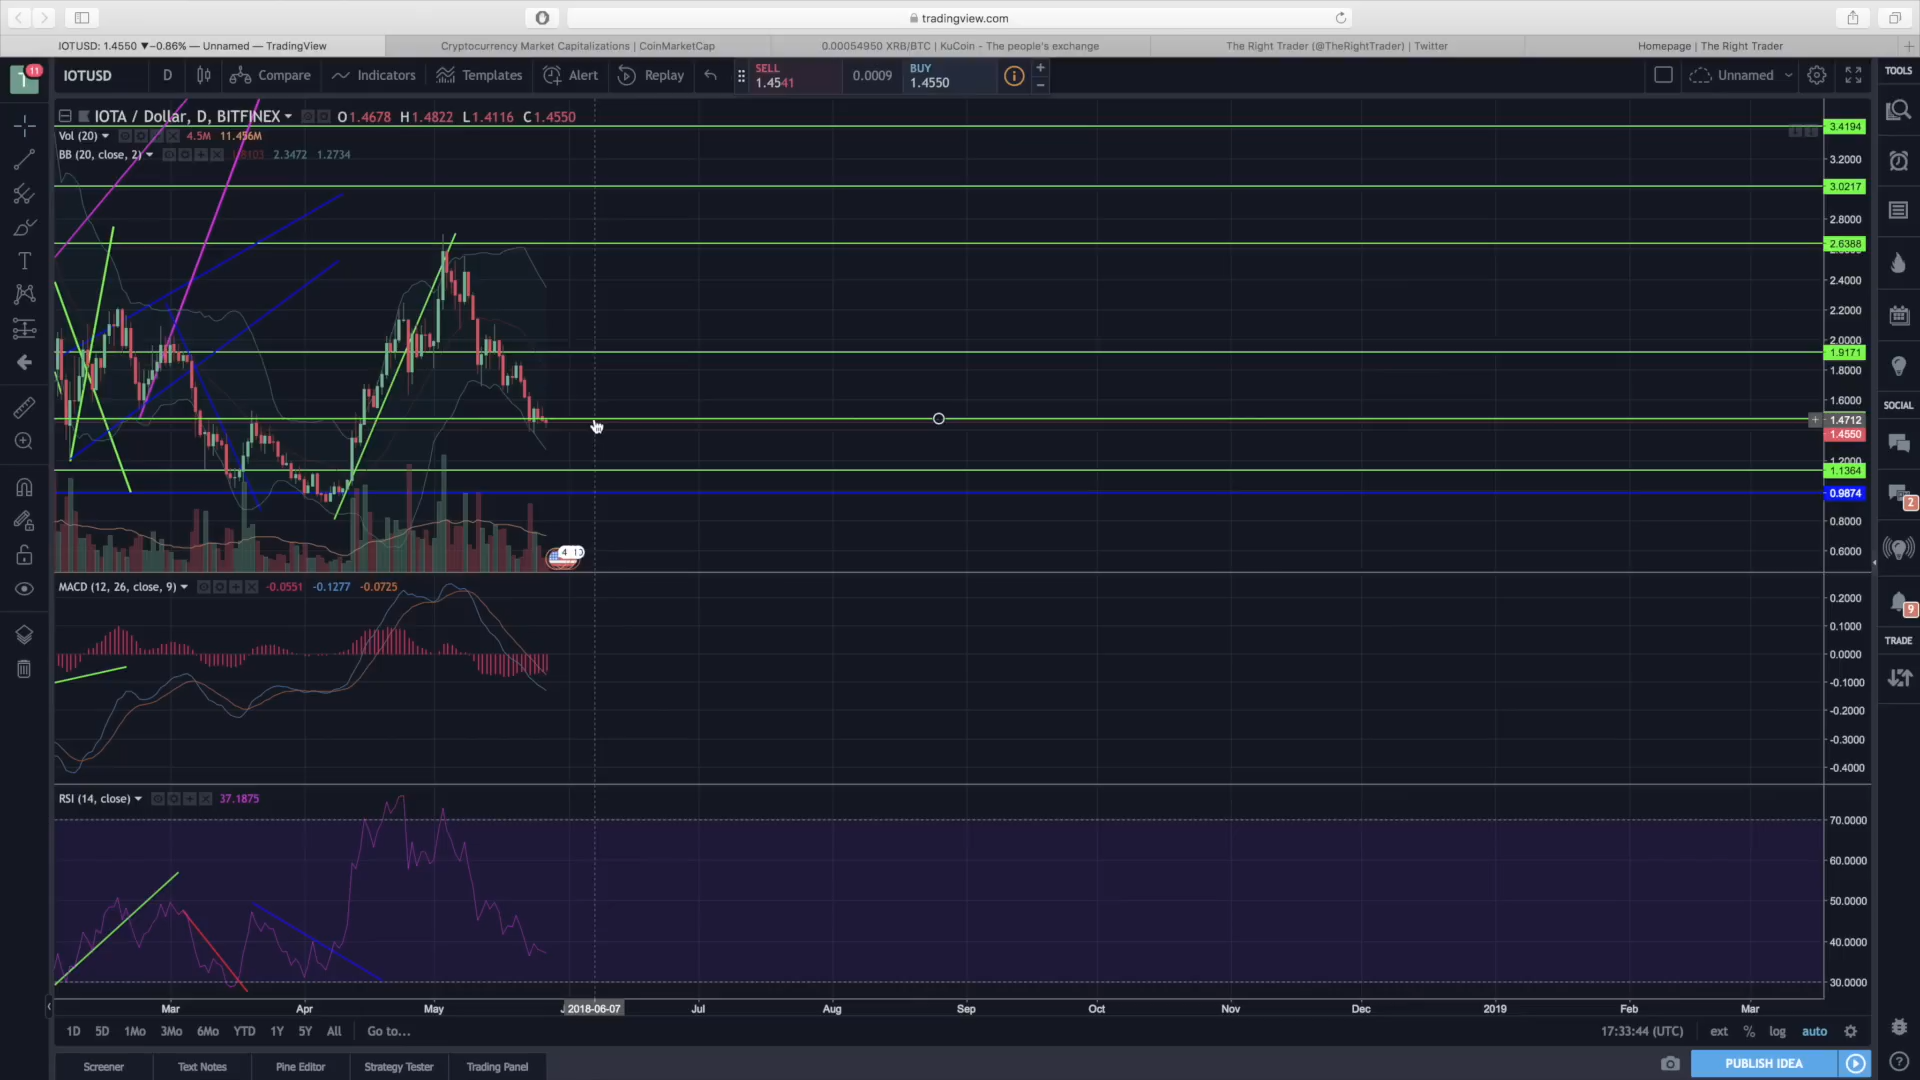 tradingview.com
IOTUSD: 1.4550 ▼−0.86% — Unnamed — TradingView
Cryptocurrency Market Capitalizations | CoinMarketCap
0.00054950 XRB/BTC | KuCoin - The people's exchange
The Right Trader (@TheRightTrader) | Twitter
Homepage | The Right Trader
11
IOTUSD
D
Compare
Indicators
Templates
Alert
Replay
SELL
1.4541
0.0009
BUY
1.4550
Unnamed
TOOLS
IOTA / Dollar, D, BITFINEX
O1.4678 H1.4822 L1.4116 C1.4550
Vol (20)
4.5M 11.456M
BB (20, close, 2)
2.3472 1.2734
3.4194
3.2000
3.0217
2.8000
2.6388
2.4000
2.2000
2.0000
1.9171
1.8000
1.6000
1.4712
1.4550
1.2000
1.1364
0.9874
0.8000
0.6000
SOCIAL
2
9
TRADE
MACD (12, 26, close, 9)
-0.0551 -0.1277 -0.0725
0.2000
0.1000
0.0000
-0.1000
-0.2000
-0.3000
-0.4000
RSI (14, close)
37.1875
70.0000
60.0000
50.0000
40.0000
30.0000
Mar Apr May 2018-06-07 Jul Aug Sep Oct Nov Dec 2019 Feb Mar
1D 5D 1Mo 3Mo 6Mo YTD 1Y 5Y All Go to...
17:33:44 (UTC) ext % log auto
Screener Text Notes Pine Editor Strategy Tester Trading Panel
PUBLISH IDEA